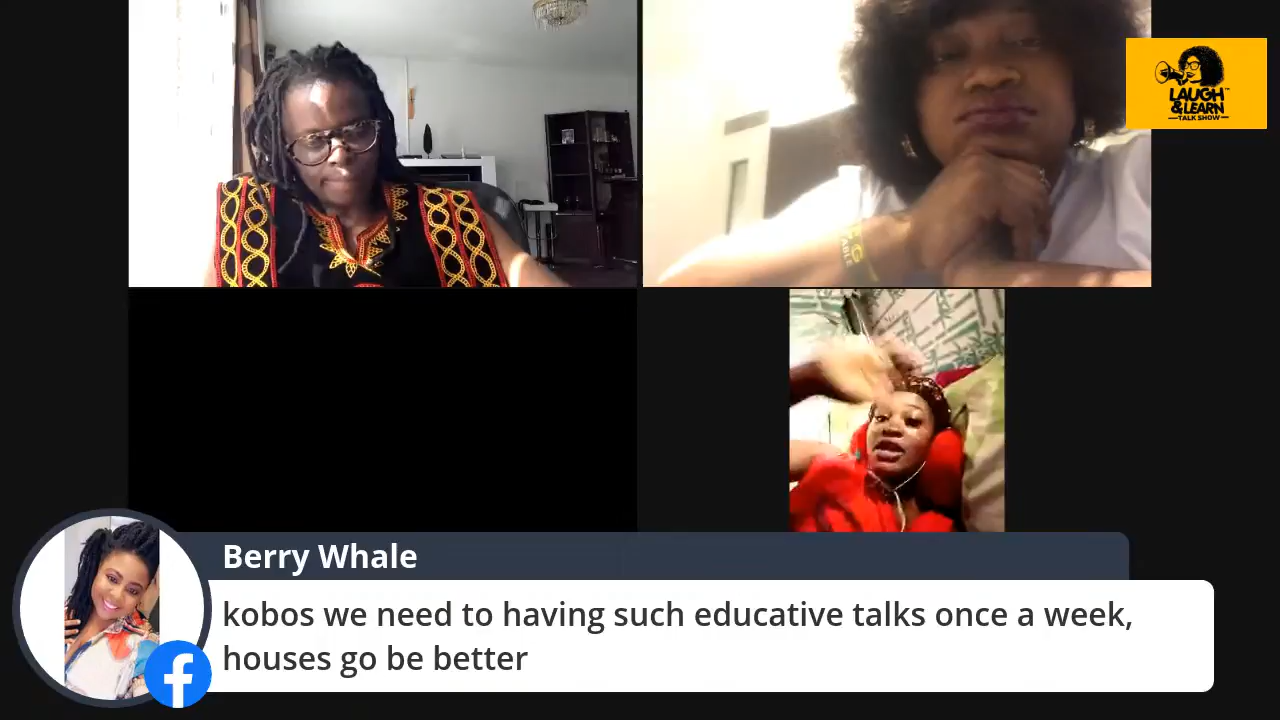 LAUGH
&LEARN
TALK SHOW
Berry Whale
kobos we need to having such educative talks once a week,
houses go be better